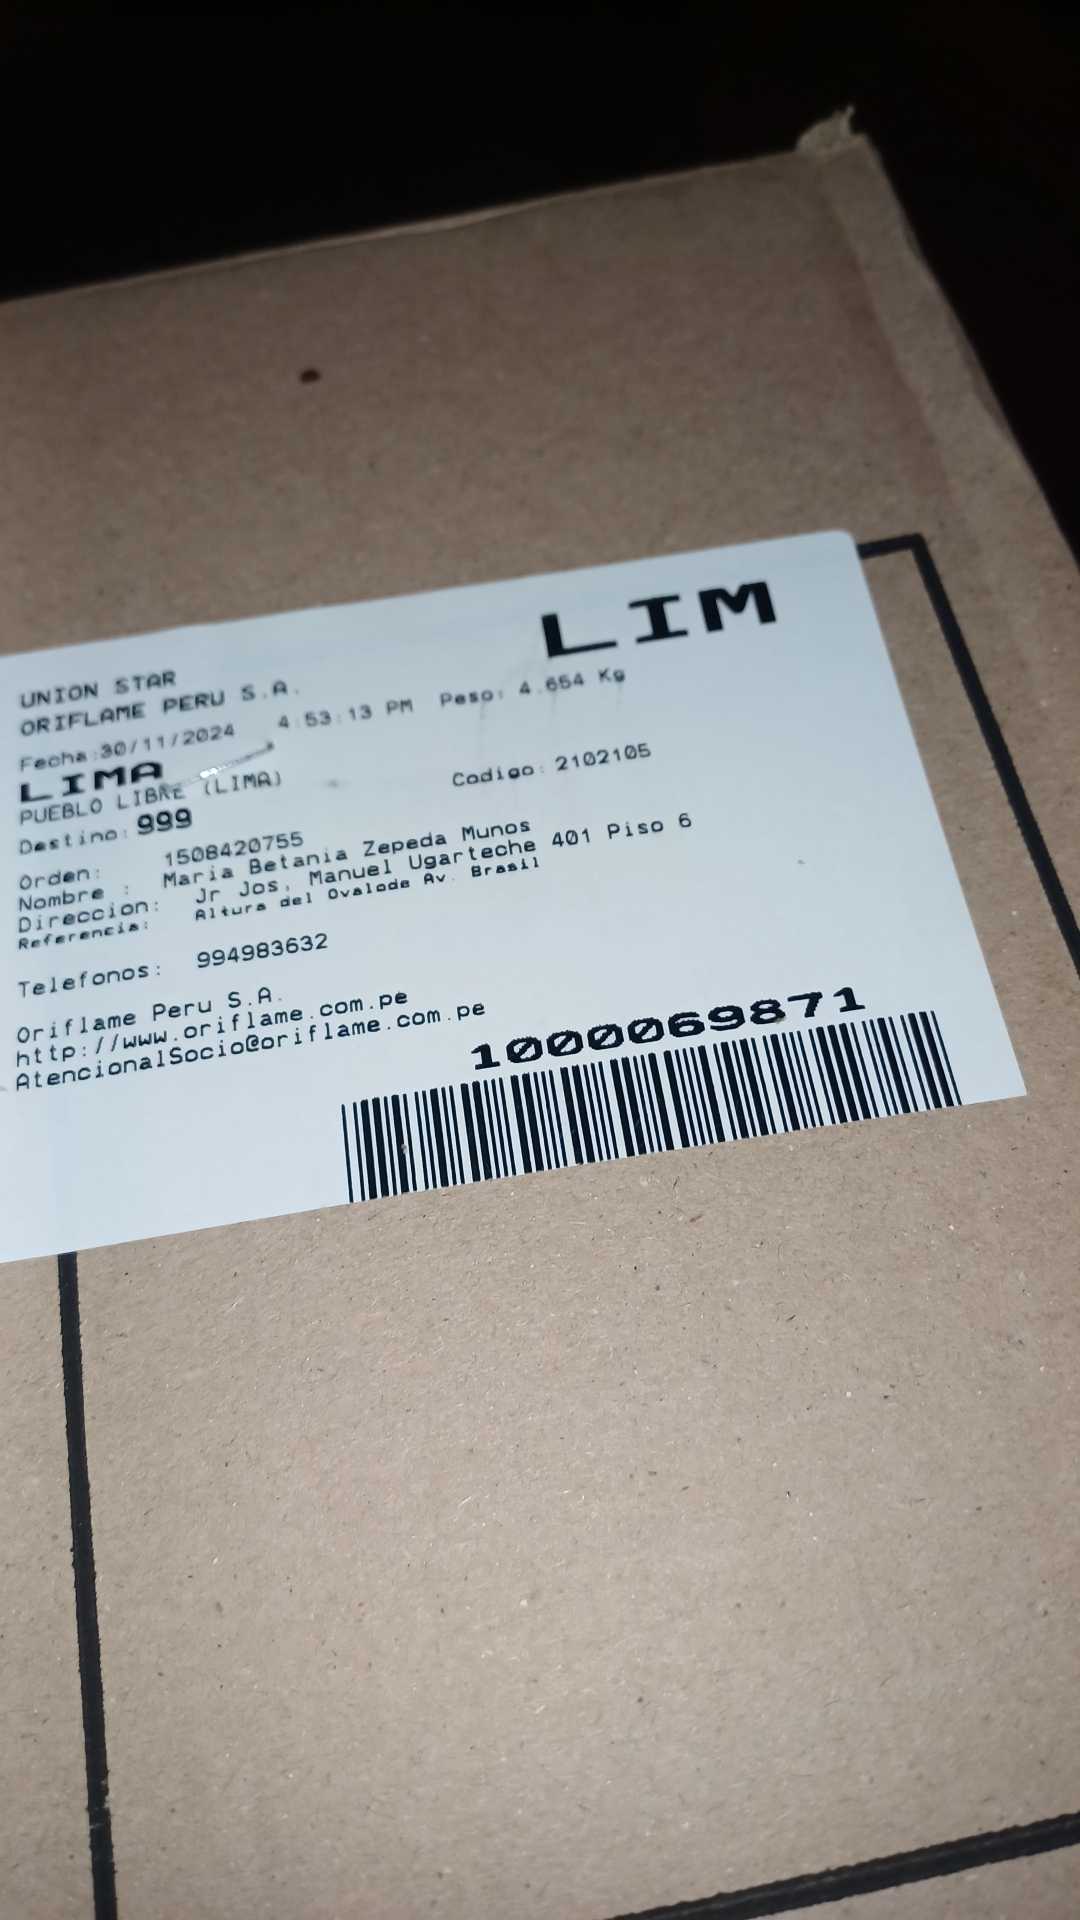 LIM
UNION STAR
ORIFLAME PERU S.A.
Fecha:30/11/2024 4:53:13 PM Peso: 4.654 Kg
LIMA
PUEBLO LIBRE (LIMA) Codigo: 2102105
Destino: 999
Orden: 1508420755
Nombre : Maria Betania Zepeda Munos
Direccion: Jr Jos, Manuel Ugarteche 401 Piso 6
Referencia: Altura del Ovalode Av. Brasil
Telefonos: 994983632
Oriflame Peru S.A.
http://www.oriflame.com.pe
AtencionalSocio@oriflame.com.pe
1000069871